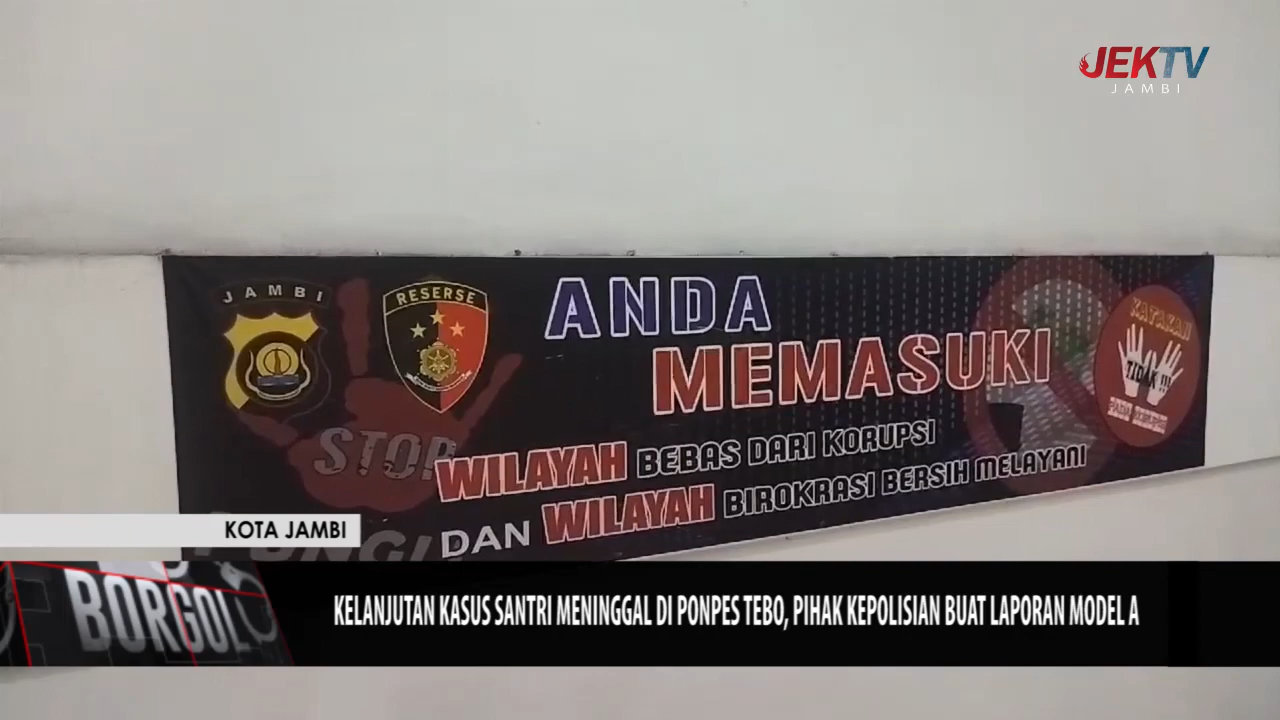 JEKTV
JAMBI
JAMBI
RESERSE
ANDA
MEMASUKI
KATAKAN
TIDAK !!!
STOP
WILAYAH BEBAS DARI KORUPSI
DAN WILAYAH BIROKRASI BERSIH MELAYANI
KOTA JAMBI
BORGOL
KELANJUTAN KASUS SANTRI MENINGGAL DI PONPES TEBO, PIHAK KEPOLISIAN BUAT LAPORAN MODEL A